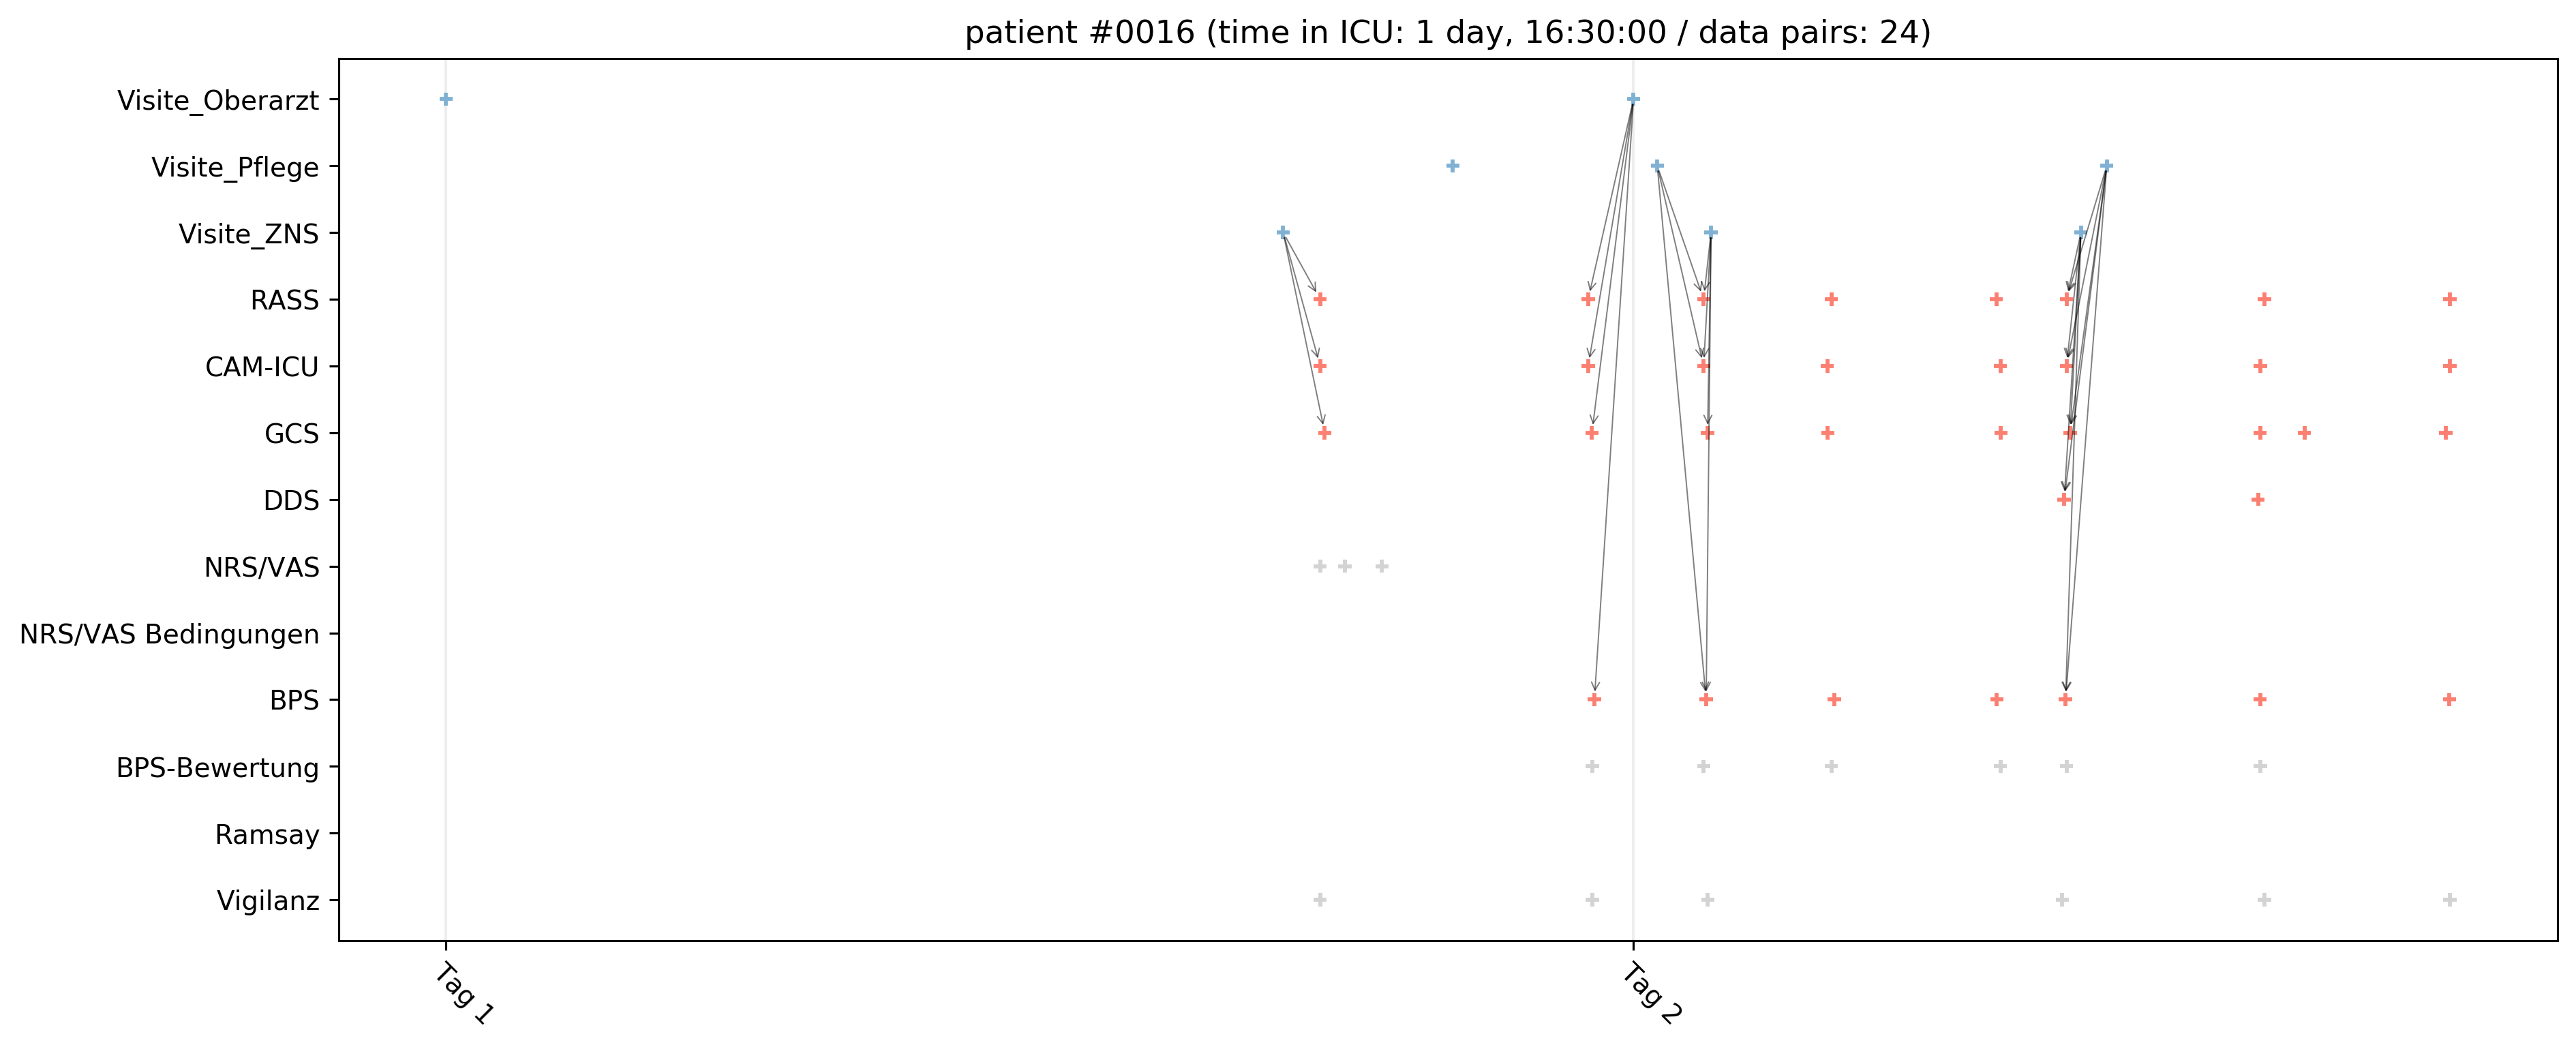 patient #0016 (time in ICU: 1 day, 16:30:00 / data pairs: 24)
Visite_Oberarzt
Visite_Pflege
Visite_ZNS
RASS
CAM-ICU
GCS
DDS
NRS/VAS
NRS/VAS Bedingungen
BPS
BPS-Bewertung
Ramsay
Vigilanz
Tag 1
Tag 2